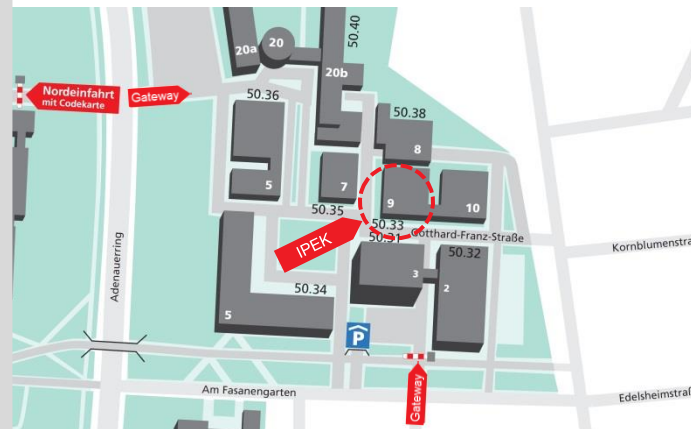 20
20a
50.40
20b
Nordeinfahrt
mit Codekarte
Gateway
50.36
50.38
8
5
7
9
10
50.35
50.33
Gotthard-Franz-Straße
IPEK
50.31
50.32
Kornblumenstra
Adenauerring
3
2
50.34
5
P
Am Fasanengarten
Gateway
Edelsheimstraß